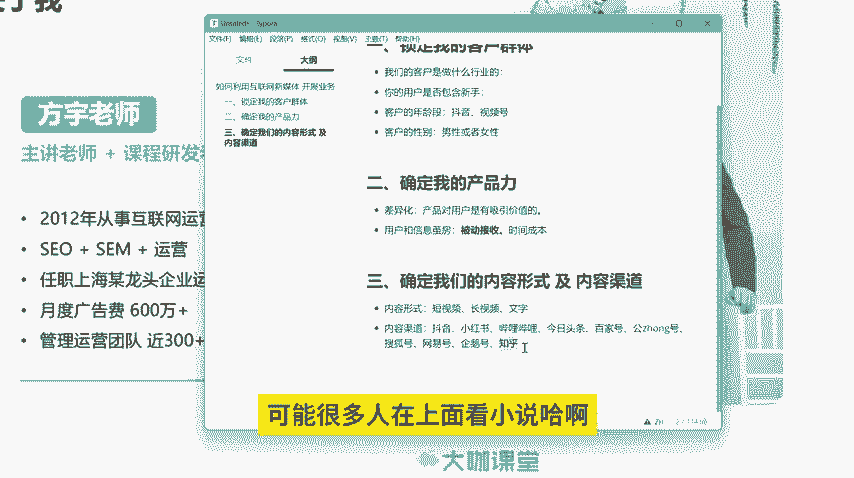 方宇老师
主讲老师 + 课程研发
• 2012年从事互联网运营
• SEO + SEM + 运营
• 任职上海某龙头企业运
• 月度广告费 600万+
• 管理运营团队 近300+
文件(F) 编辑(E) 段落(P) 格式(O) 视图(V) 主题(T) 帮助(H)
文件 大纲
如何利用互联网新媒体 开展业务
一、锁定我的客户群体
二、确定我的产品力
三、确定我们的内容形式 及
内容渠道
一、锁定我的客户群体
• 我们的客户是做什么行业的：
• 你的用户是否包含新手：
• 客户的年龄段：抖音、视频号
• 客户的性别：男性或者女性
二、确定我的产品力
• 差异化：产品对用户是有吸引价值的。
• 用户和信息茧房：被动接收。时间成本
三、确定我们的内容形式 及 内容渠道
• 内容形式：短视频、长视频、文字
• 内容渠道：抖音、小红书、哔哩哔哩、今日头条、百家号、公zhong号、
搜狐号、网易号、企鹅号、知乎
可能很多人在上面看小说哈啊
大咖课堂